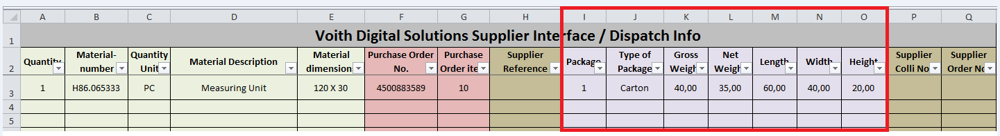 A B C D E F G H I J K L M N O P Q
1 Voith Digital Solutions Supplier Interface / Dispatch Info
Material- Quantity Material Purchase Order Purchase Supplier Type of Gross Net Supplier Supplier
2 Quantity number Unit Material Description dimension No. Order ite Reference Package Package Weigh Weigh Length Width Height Colli No Order No
3 1 H86.065333 PC Measuring Unit 120 X 30 4500883589 10 1 Carton 40,00 35,00 60,00 40,00 20,00
4
5